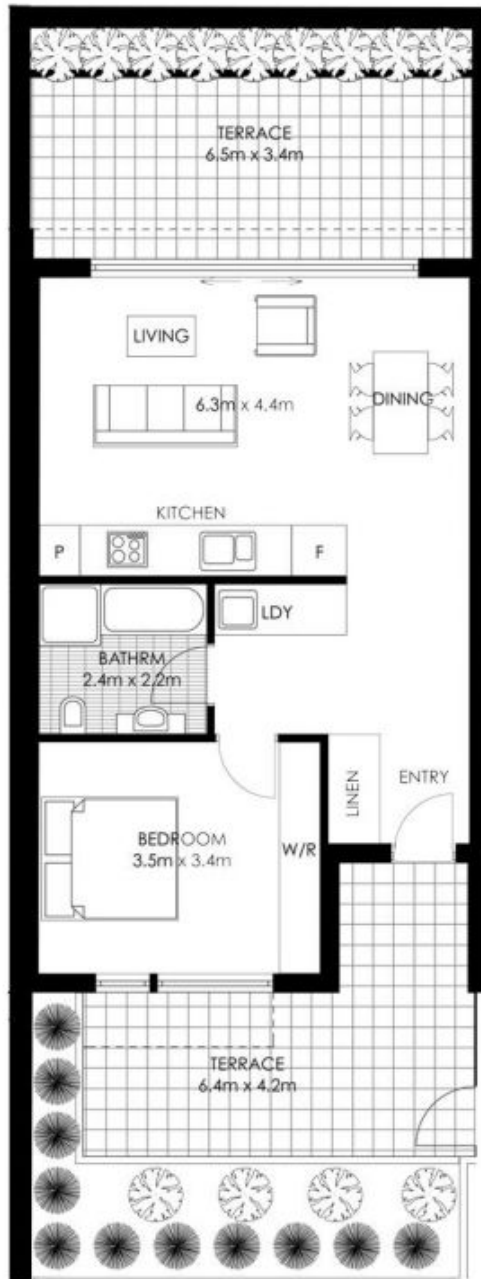 TERRACE
6.5m x 3.4m
LIVING
6.3m x 4.4m
DINING
KITCHEN
P
F
LDY
BATHRM
2.4m x 2.2m
LINEN
ENTRY
BEDROOM
3.5m x 3.4m
W/R
TERRACE
6.4m x 4.2m